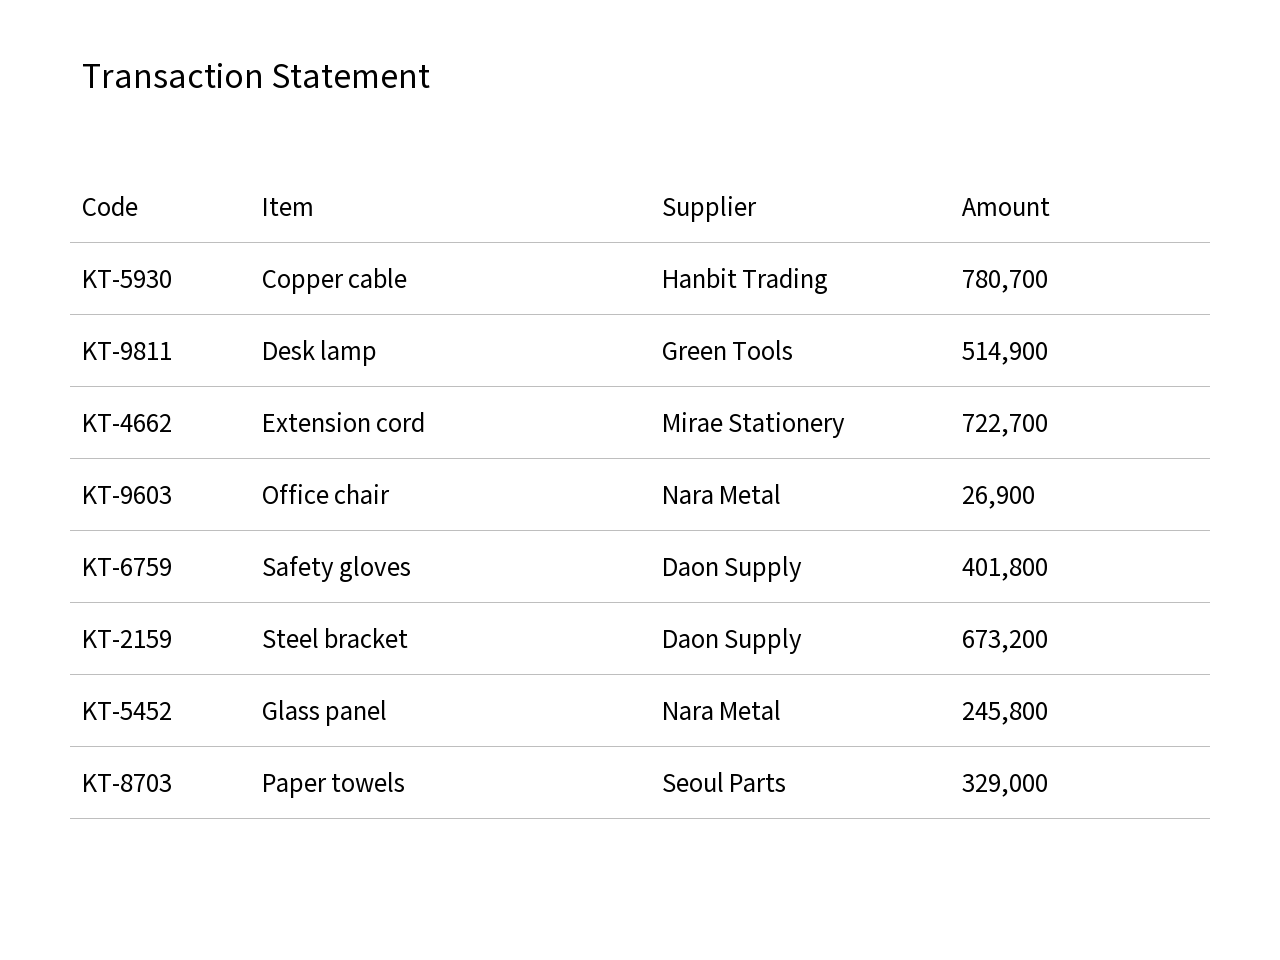 Transaction Statement
Code Item Supplier Amount
KT-5930 Copper cable Hanbit Trading 780,700
KT-9811 Desk lamp Green Tools 514,900
KT-4662 Extension cord Mirae Stationery 722,700
KT-9603 Office chair Nara Metal 26,900
KT-6759 Safety gloves Daon Supply 401,800
KT-2159 Steel bracket Daon Supply 673,200
KT-5452 Glass panel Nara Metal 245,800
KT-8703 Paper towels Seoul Parts 329,000